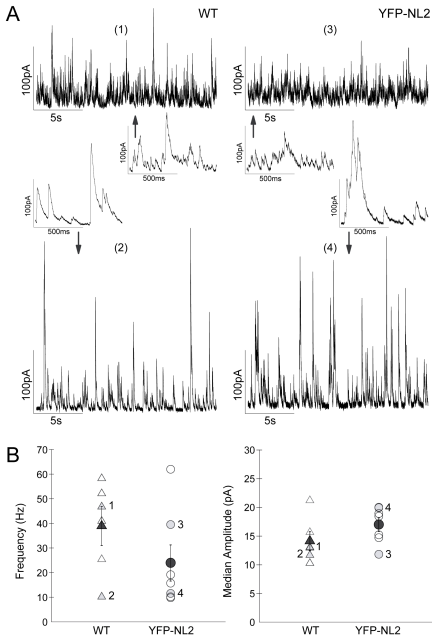 A
WT
YFP-NL2
(1)
(3)
100pA
5s
100pA
5s
100pA
500ms
100pA
500ms
100pA
500ms
100pA
500ms
(2)
(4)
100pA
5s
100pA
5s
B
70
60
50
40
30
20
10
0
Frequency (Hz)
1
2
3
4
WT
YFP-NL2
30
25
20
15
10
5
0
Median Amplitude (pA)
1
2
4
3
WT
YFP-NL2